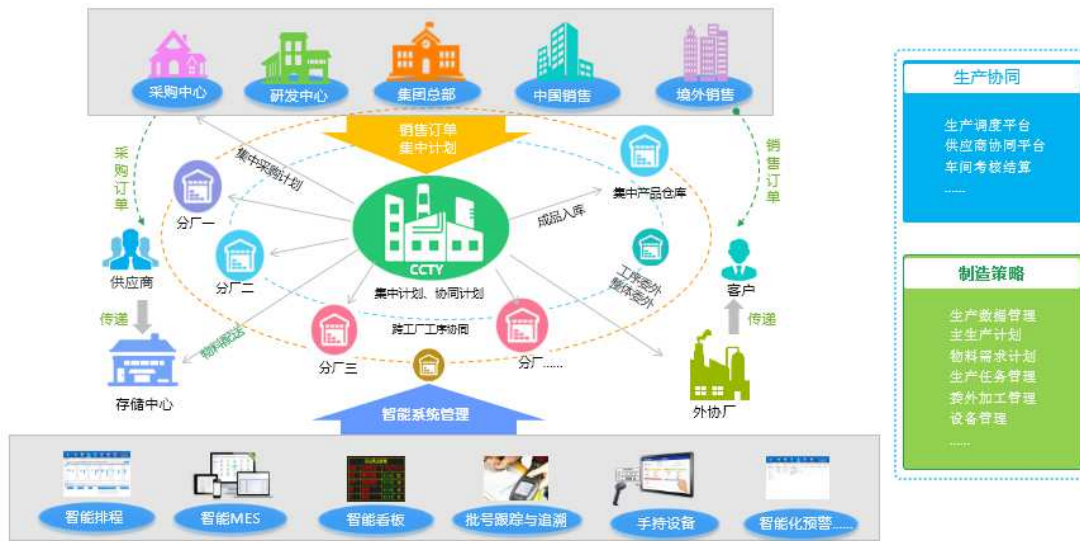 采购中心
研发中心
集团总部
中国销售
境外销售
销售订单
集中计划
采购订单
集中采购计划
销售订单
分厂一
集中产品仓库
成品入库
CCTY
分厂二
集中计划、协同计划
工序委外
整体委外
供应商
客户
传递
跨工厂工序协同
传递
物料配送
分厂三
分厂......
存储中心
智能系统管理
外协厂
智能排程
智能MES
智能看板
批号跟踪与追溯
手持设备
智能化预警......
生产协同
生产调度平台
供应商协同平台
车间考核结算
......
制造策略
生产数据管理
主生产计划
物料需求计划
生产任务管理
委外加工管理
设备管理
......